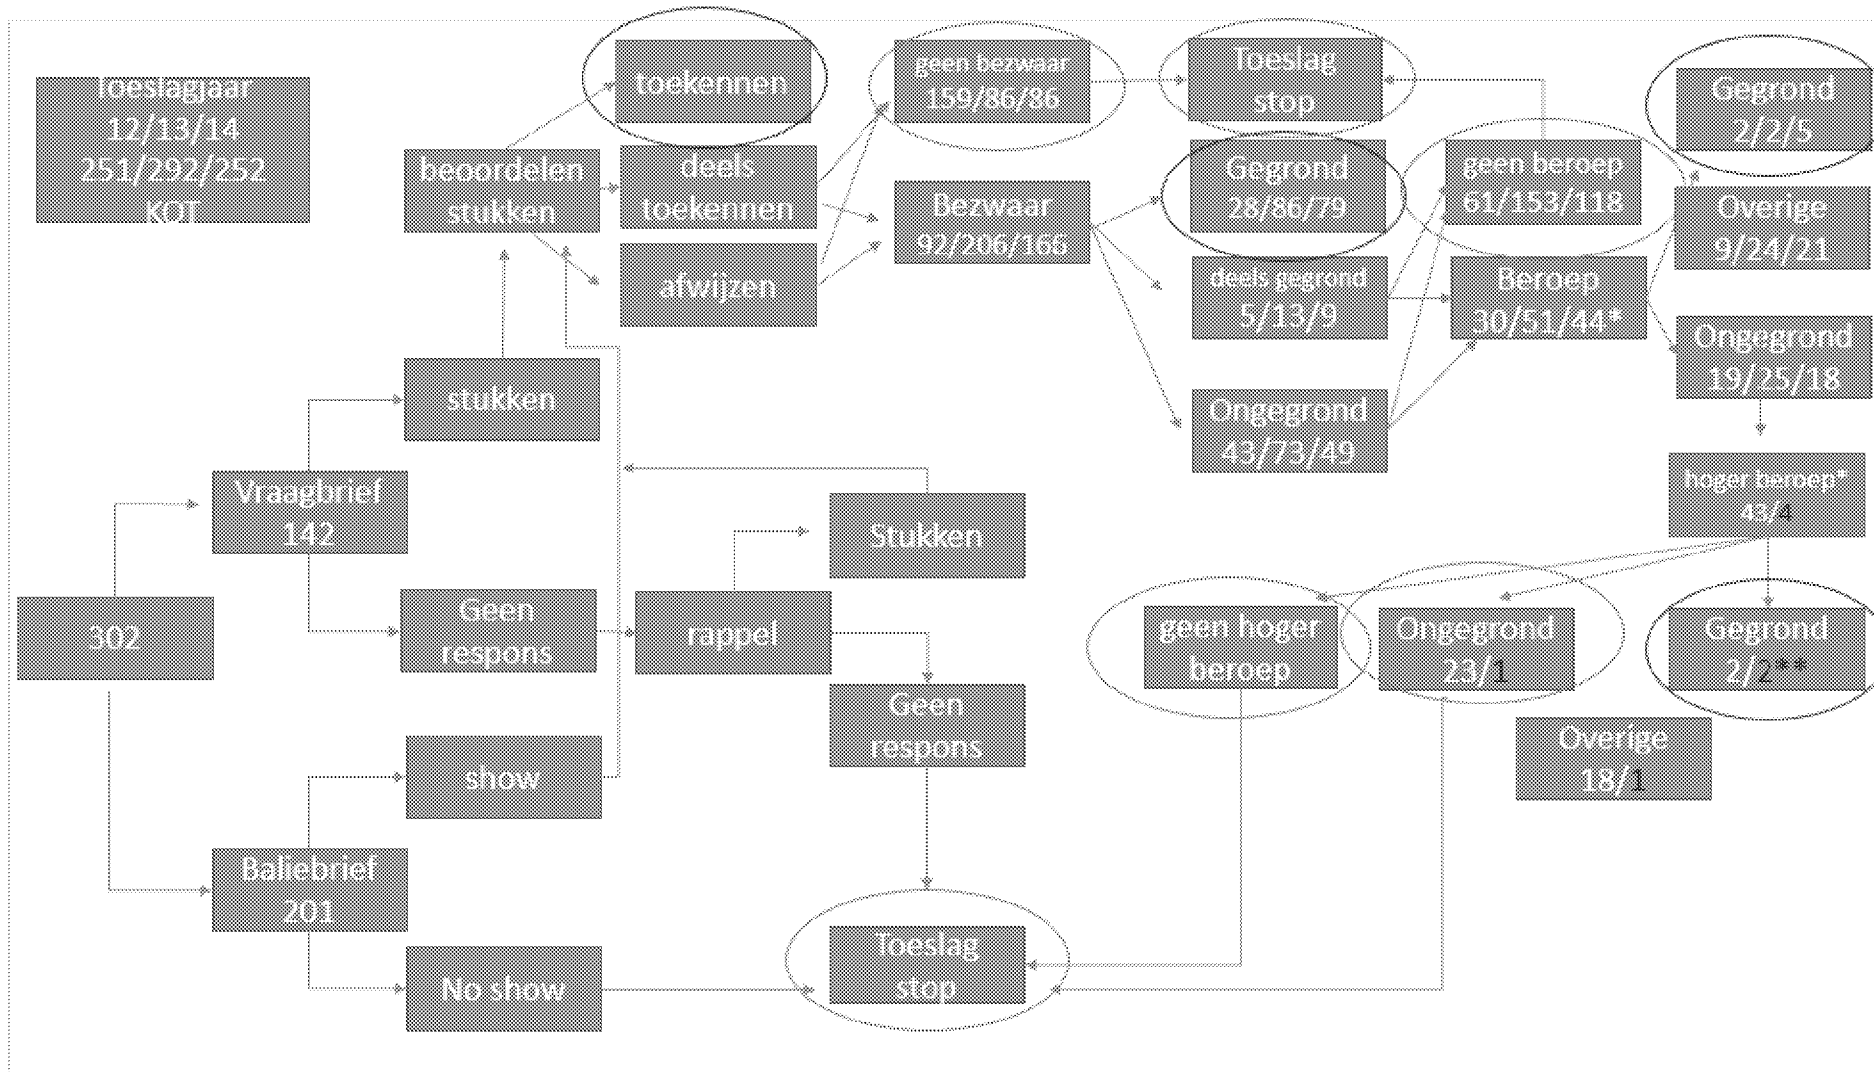 Toeslagjaar
12/13/14
251/292/252
KOT
toekennen
geen bezwaar
159/86/86
Toeslag
stop
Gegrond
2/2/5
beoordelen
stukken
deels
toekennen
Bezwaar
92/206/166
Gegrond
28/86/79
geen beroep
61/153/118
Overige
9/24/21
afwijzen
deels gegrond
5/13/9
Beroep
30/51/44*
Ongegrond
19/25/18
stukken
Ongegrond
43/73/49
Vraagbrief
142
Stukken
hoger beroep*
43/4
302
Geen
respons
rappel
geen hoger
beroep
Ongegrond
23/1
Gegrond
2/2**
Geen
respons
Overige
18/1
show
Baliebrief
201
Toeslag
stop
No show